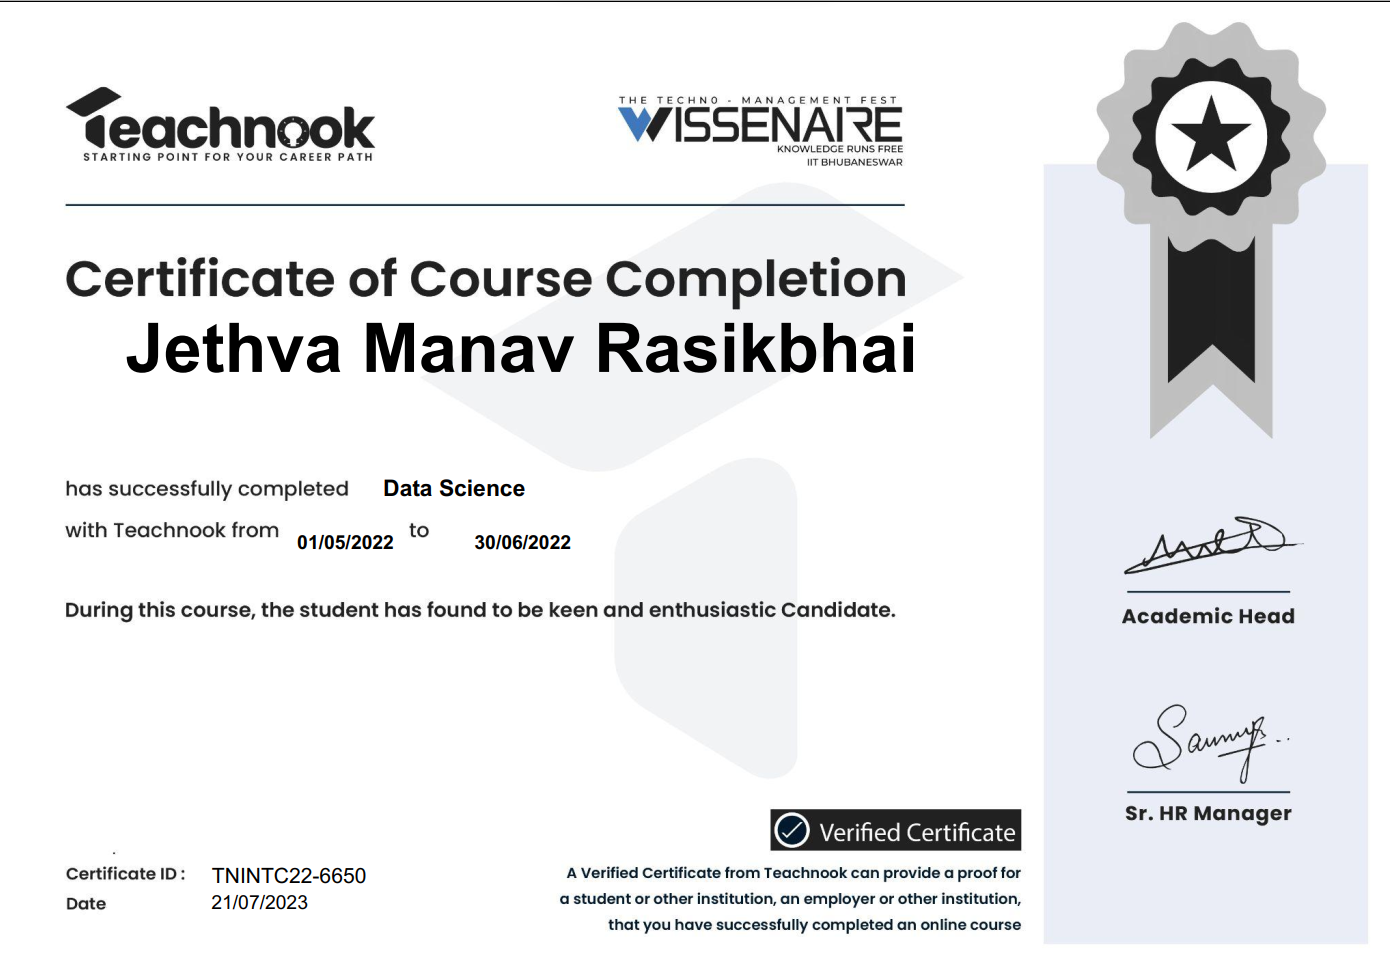 Teachnook
STARTING POINT FOR YOUR CAREER PATH
THE TECHNO - MANAGEMENT FEST
WISSENAIRE
KNOWLEDGE RUNS FREE
IIT BHUBANESWAR
Certificate of Course Completion
Jethva Manav Rasikbhai
has successfully completed Data Science
with Teachnook from 01/05/2022 to 30/06/2022
During this course, the student has found to be keen and enthusiastic Candidate.
Academic Head
Sr. HR Manager
Verified Certificate
Certificate ID : TNINTC22-6650
Date 21/07/2023
A Verified Certificate from Teachnook can provide a proof for
a student or other institution, an employer or other institution,
that you have successfully completed an online course